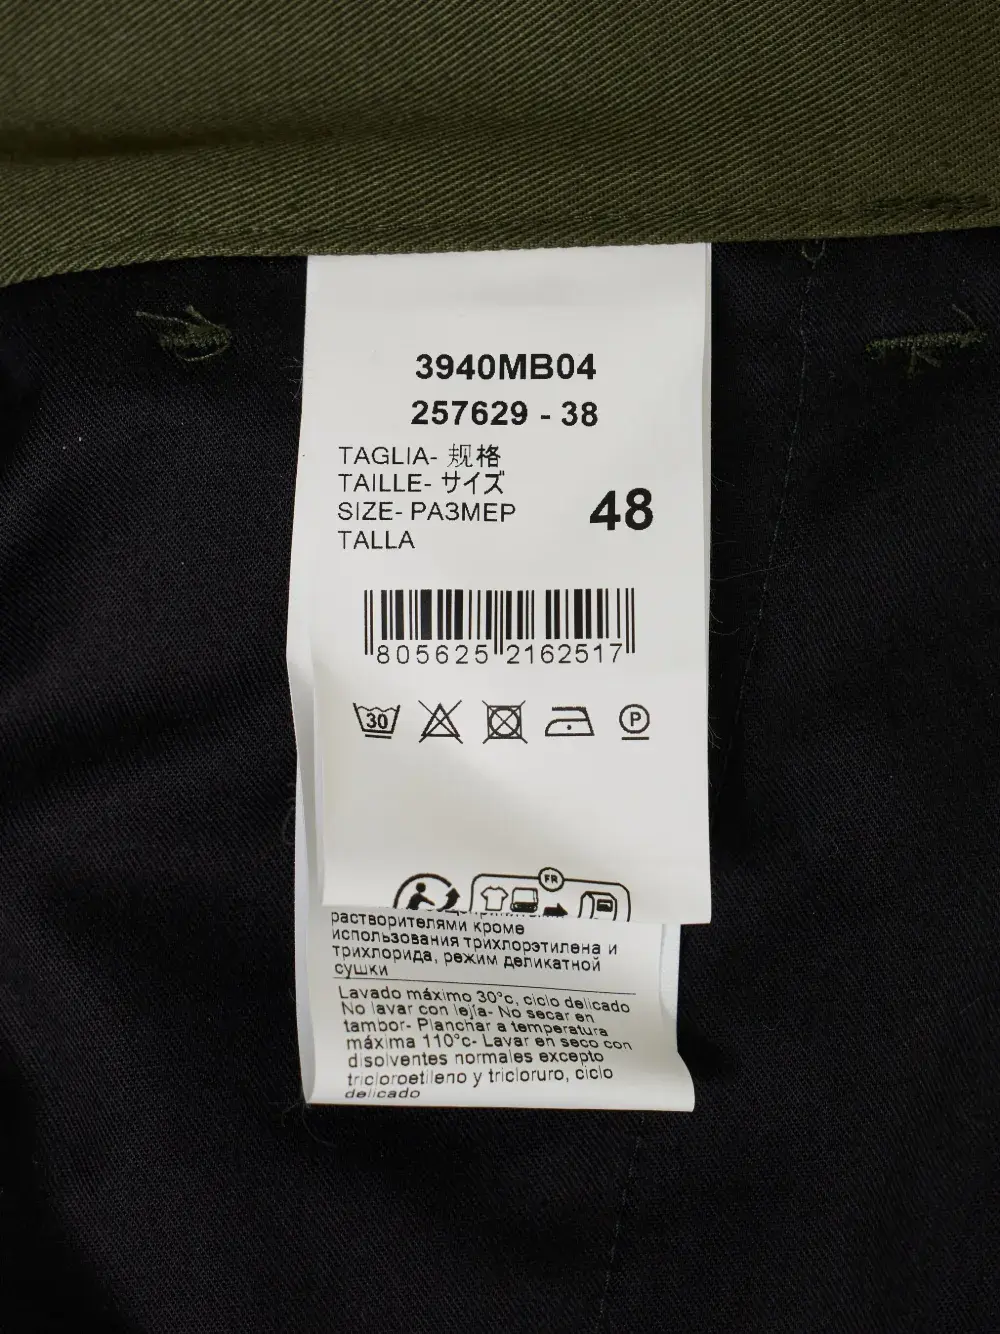 3940MB04
257629 - 38
TAGLIA- 规格
TAILLE- サイズ
SIZE- РАЗМЕР
TALLA
48
805625 2162517
30
P
FR
растворителями кроме
использования трихлорэтилена и
трихлорида, режим деликатной
сушки
Lavado máximo 30°c, ciclo delicado
No lavar con lejía- No secar en
tambor- Planchar a temperatura
máxima 110°c- Lavar en seco con
disolventes normales excepto
tricloroetileno y tricloruro, ciclo
delicado